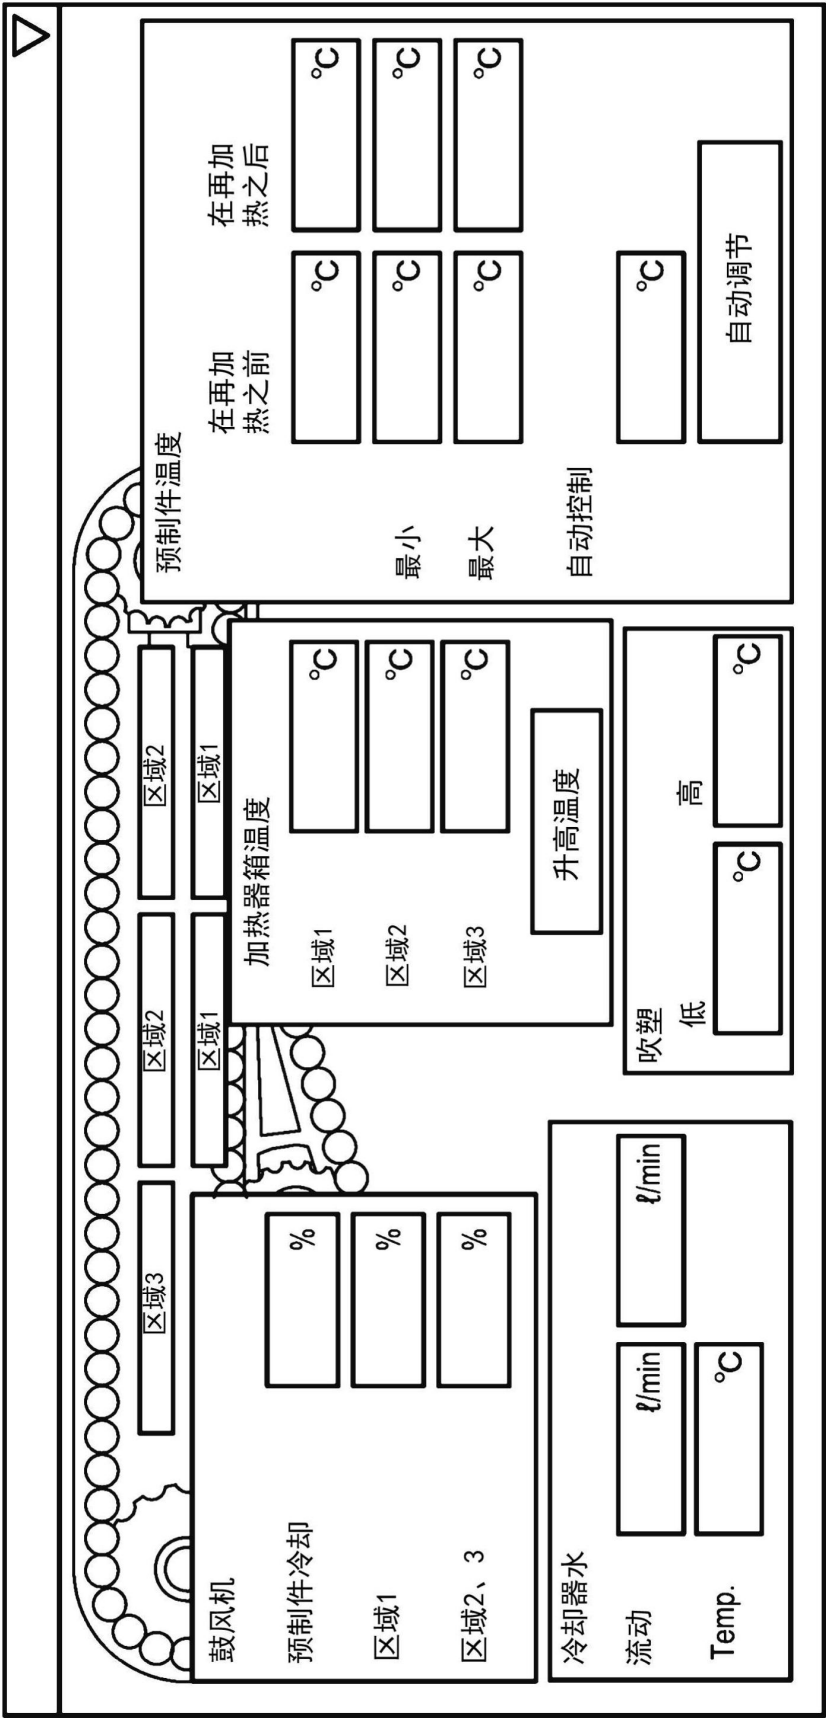 区域3
区域2
区域2
区域1
区域1
鼓风机
预制件冷却 %
区域1 %
区域2、3 %
冷却器水
流动 ℓ/min ℓ/min
Temp. °C
加热器箱温度
区域1 °C
区域2 °C
区域3 °C
升高温度
吹塑
低 高
°C °C
预制件温度
在再加
热之前
在再加
热之后
°C °C
最小 °C °C
最大 °C °C
自动控制
°C
自动调节